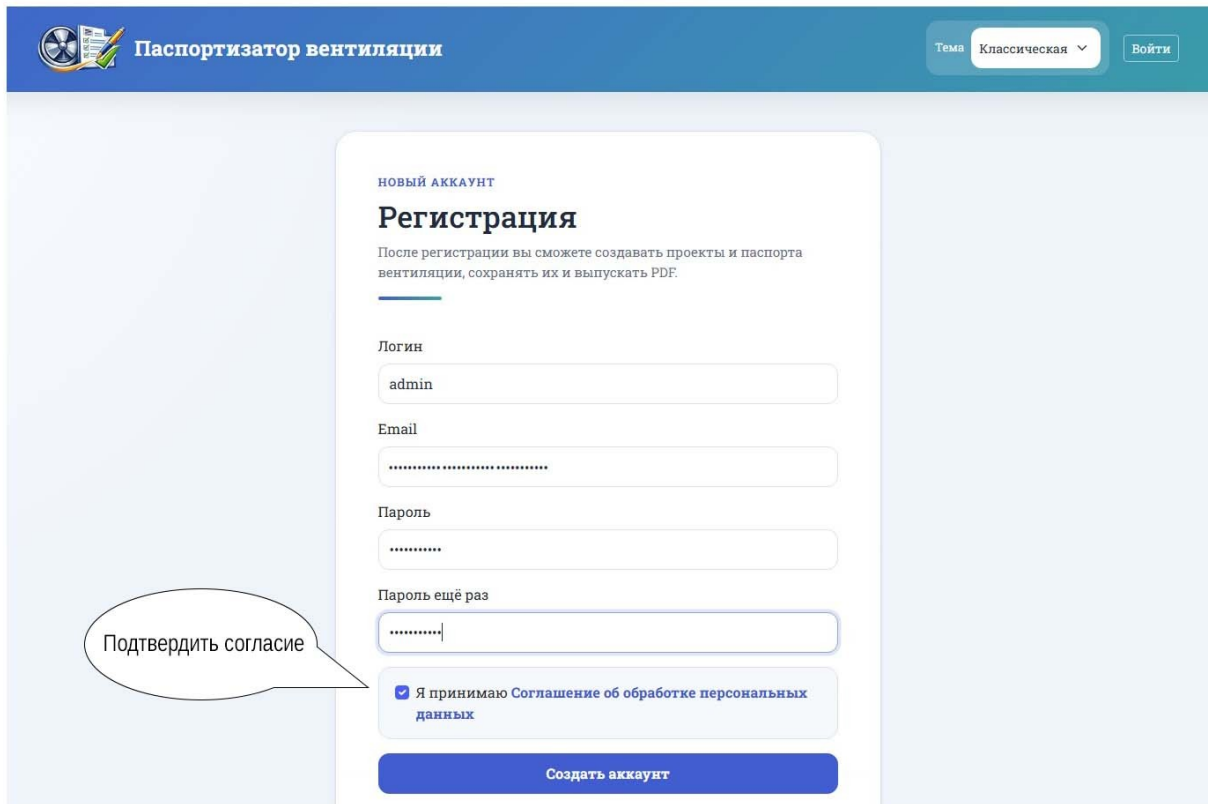 Паспортизатор вентиляции
Тема Классическая Войти
НОВЫЙ АККАУНТ
Регистрация
После регистрации вы сможете создавать проекты и паспорта
вентиляции, сохранять их и выпускать PDF.
Логин
admin
Email
Пароль
Пароль ещё раз
Подтвердить согласие
Я принимаю Соглашение об обработке персональных
данных
Создать аккаунт